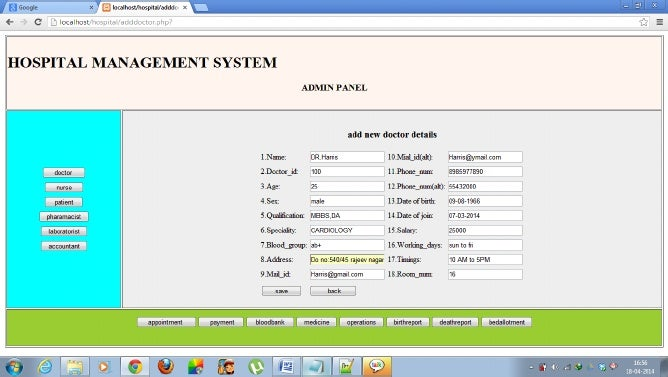 Google
localhost/hospital/adddoc
localhost/hospital/adddoctor.php?
HOSPITAL MANAGEMENT SYSTEM
ADMIN PANEL
doctor
nurse
patient
pharamacist
laboratorist
accountant
add new doctor details
1.Name: DR.Harris 10.Mial_id(alt): Harris@ymail.com
2.Doctor_id: 100 11.Phone_num: 8985977890
3.Age: 25 12.Phone_num(alt): 55432000
4.Sex: male 13.Date of birth: 09-08-1966
5.Qualification: MBBS,DA 14.Date of join: 07-03-2014
6.Speciality: CARDIOLOGY 15.Salary: 25000
7.Blood_group: ab+ 16.Working_days: sun to fri
8.Address: Do no:540/45 rajeev nagar 17.Timings: 10 AM to 5PM
9.Mail_id: Harris@gmail.com 18.Room_num: 16
save back
appointment payment bloodbank medicine operations birthreport deathreport bedallotment
16:56
18-04-2014